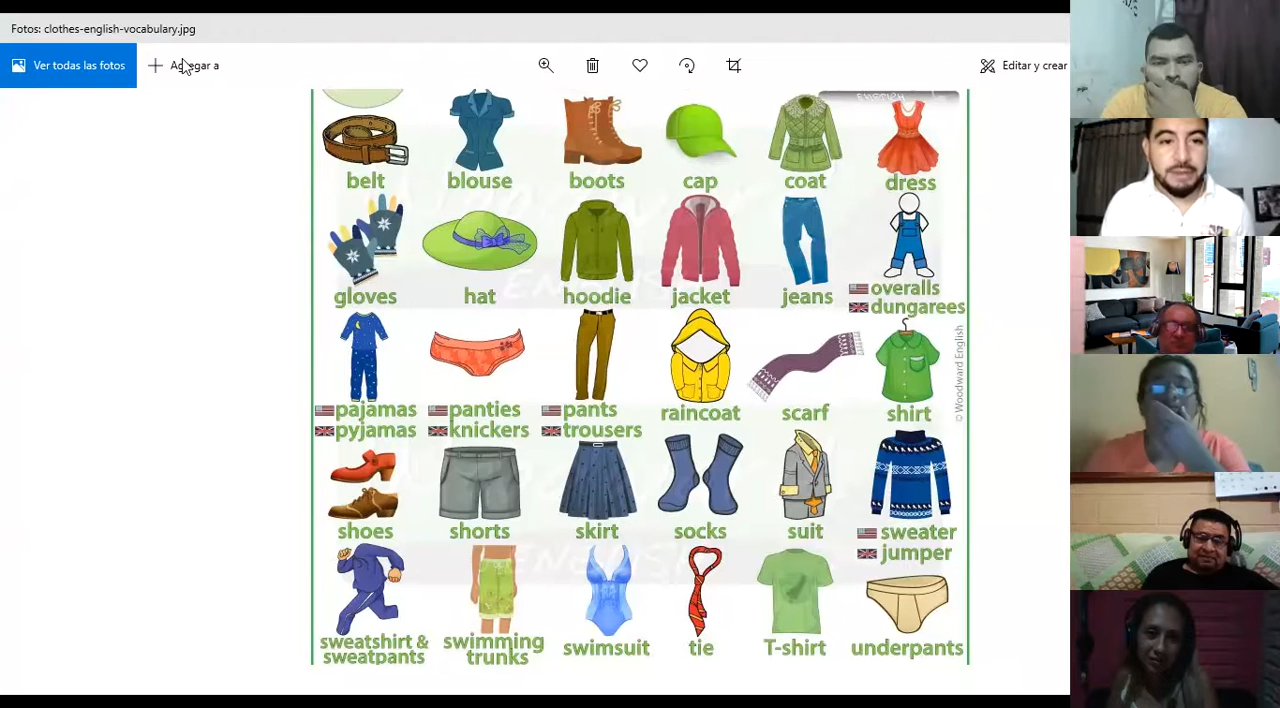 Fotos: clothes-english-vocabulary.jpg
Ver todas las fotos
Agregar a
Editar y crear
ENGLISH
belt blouse boots cap coat dress
gloves hat hoodie jacket jeans overalls
dungarees
pajamas panties pants raincoat scarf shirt
pyjamas knickers trousers
© Woodward English
shoes shorts skirt socks suit sweater
jumper
sweatshirt & swimming swimsuit tie T-shirt underpants
sweatpants trunks